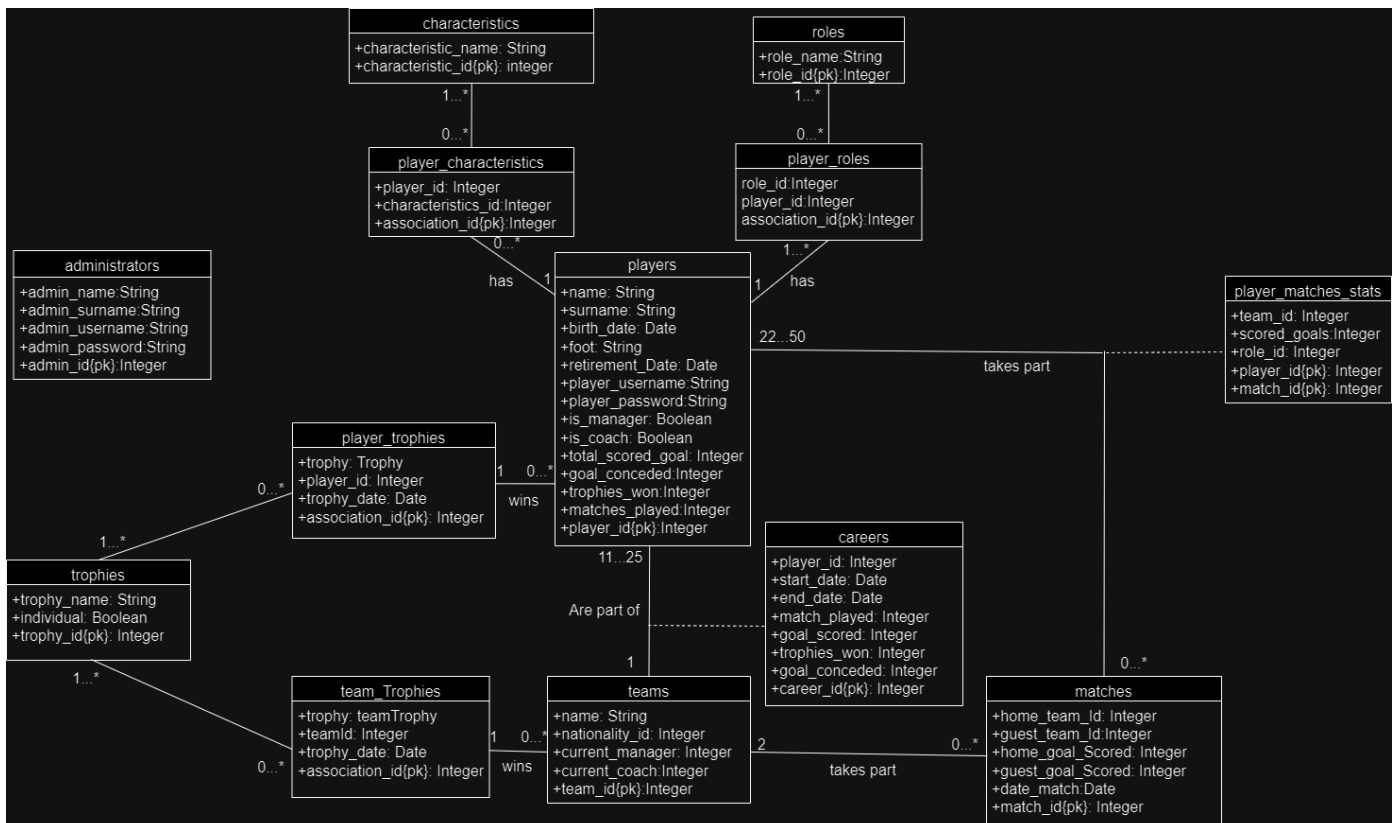 characteristics
+characteristic_name: String
+characteristic_id{pk}: integer
1...*
0...*
roles
+role_name:String
+role_id{pk}:Integer
1...*
0...*
player_characteristics
+player_id: Integer
+characteristics_id:Integer
+association_id{pk}:Integer
0...*
has
1
player_roles
role_id:Integer
player_id:Integer
association_id{pk}:Integer
1...*
1
has
administrators
+admin_name:String
+admin_surname:String
+admin_username:String
+admin_password:String
+admin_id{pk}:Integer
players
+name: String
+surname: String
+birth_date: Date
+foot: String
+retirement_Date: Date
+player_username:String
+player_password:String
+is_manager: Boolean
+is_coach: Boolean
+total_scored_goal: Integer
+goal_conceded:Integer
+trophies_won:Integer
+matches_played:Integer
+player_id{pk}:Integer
22...50
takes part
player_matches_stats
+team_id: Integer
+scored_goals:Integer
+role_id: Integer
+player_id{pk}: Integer
+match_id{pk}: Integer
player_trophies
+trophy: Trophy
+player_id: Integer
+trophy_date: Date
+association_id{pk}: Integer
1 0...*
wins
0...*
1...*
trophies
+trophy_name: String
+individual: Boolean
+trophy_id{pk}: Integer
1...*
0...*
11...25
Are part of
1
careers
+player_id: Integer
+start_date: Date
+end_date: Date
+match_played: Integer
+goal_scored: Integer
+trophies_won: Integer
+goal_conceded: Integer
+career_id{pk}: Integer
team_Trophies
+trophy: teamTrophy
+teamId: Integer
+trophy_date: Date
+association_id{pk}: Integer
1 0...*
wins
teams
+name: String
+nationality_id: Integer
+current_manager: Integer
+current_coach:Integer
+team_id{pk}:Integer
2 0...*
takes part
0...*
matches
+home_team_Id: Integer
+guest_team_Id:Integer
+home_goal_Scored: Integer
+guest_goal_Scored: Integer
+date_match:Date
+match_id{pk}: Integer